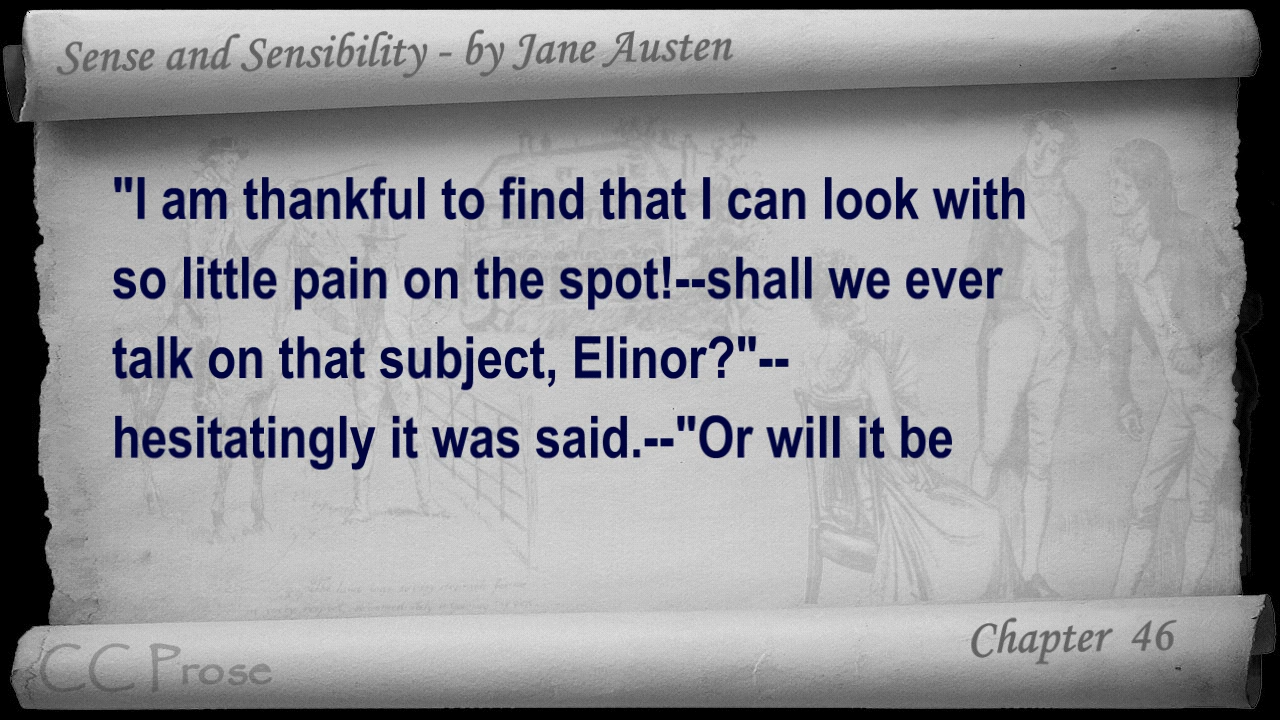 Sense and Sensibility - by Jane Austen
"I am thankful to find that I can look with
so little pain on the spot!--shall we ever
talk on that subject, Elinor?"--
hesitatingly it was said.--"Or will it be
Chapter 46
CC Prose